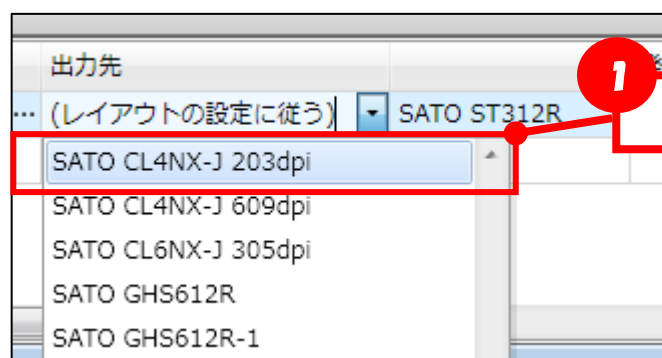 出力先
1
... (レイアウトの設定に従う) SATO ST312R
SATO CL4NX-J 203dpi
SATO CL4NX-J 609dpi
SATO CL6NX-J 305dpi
SATO GHS612R
SATO GHS612R-1